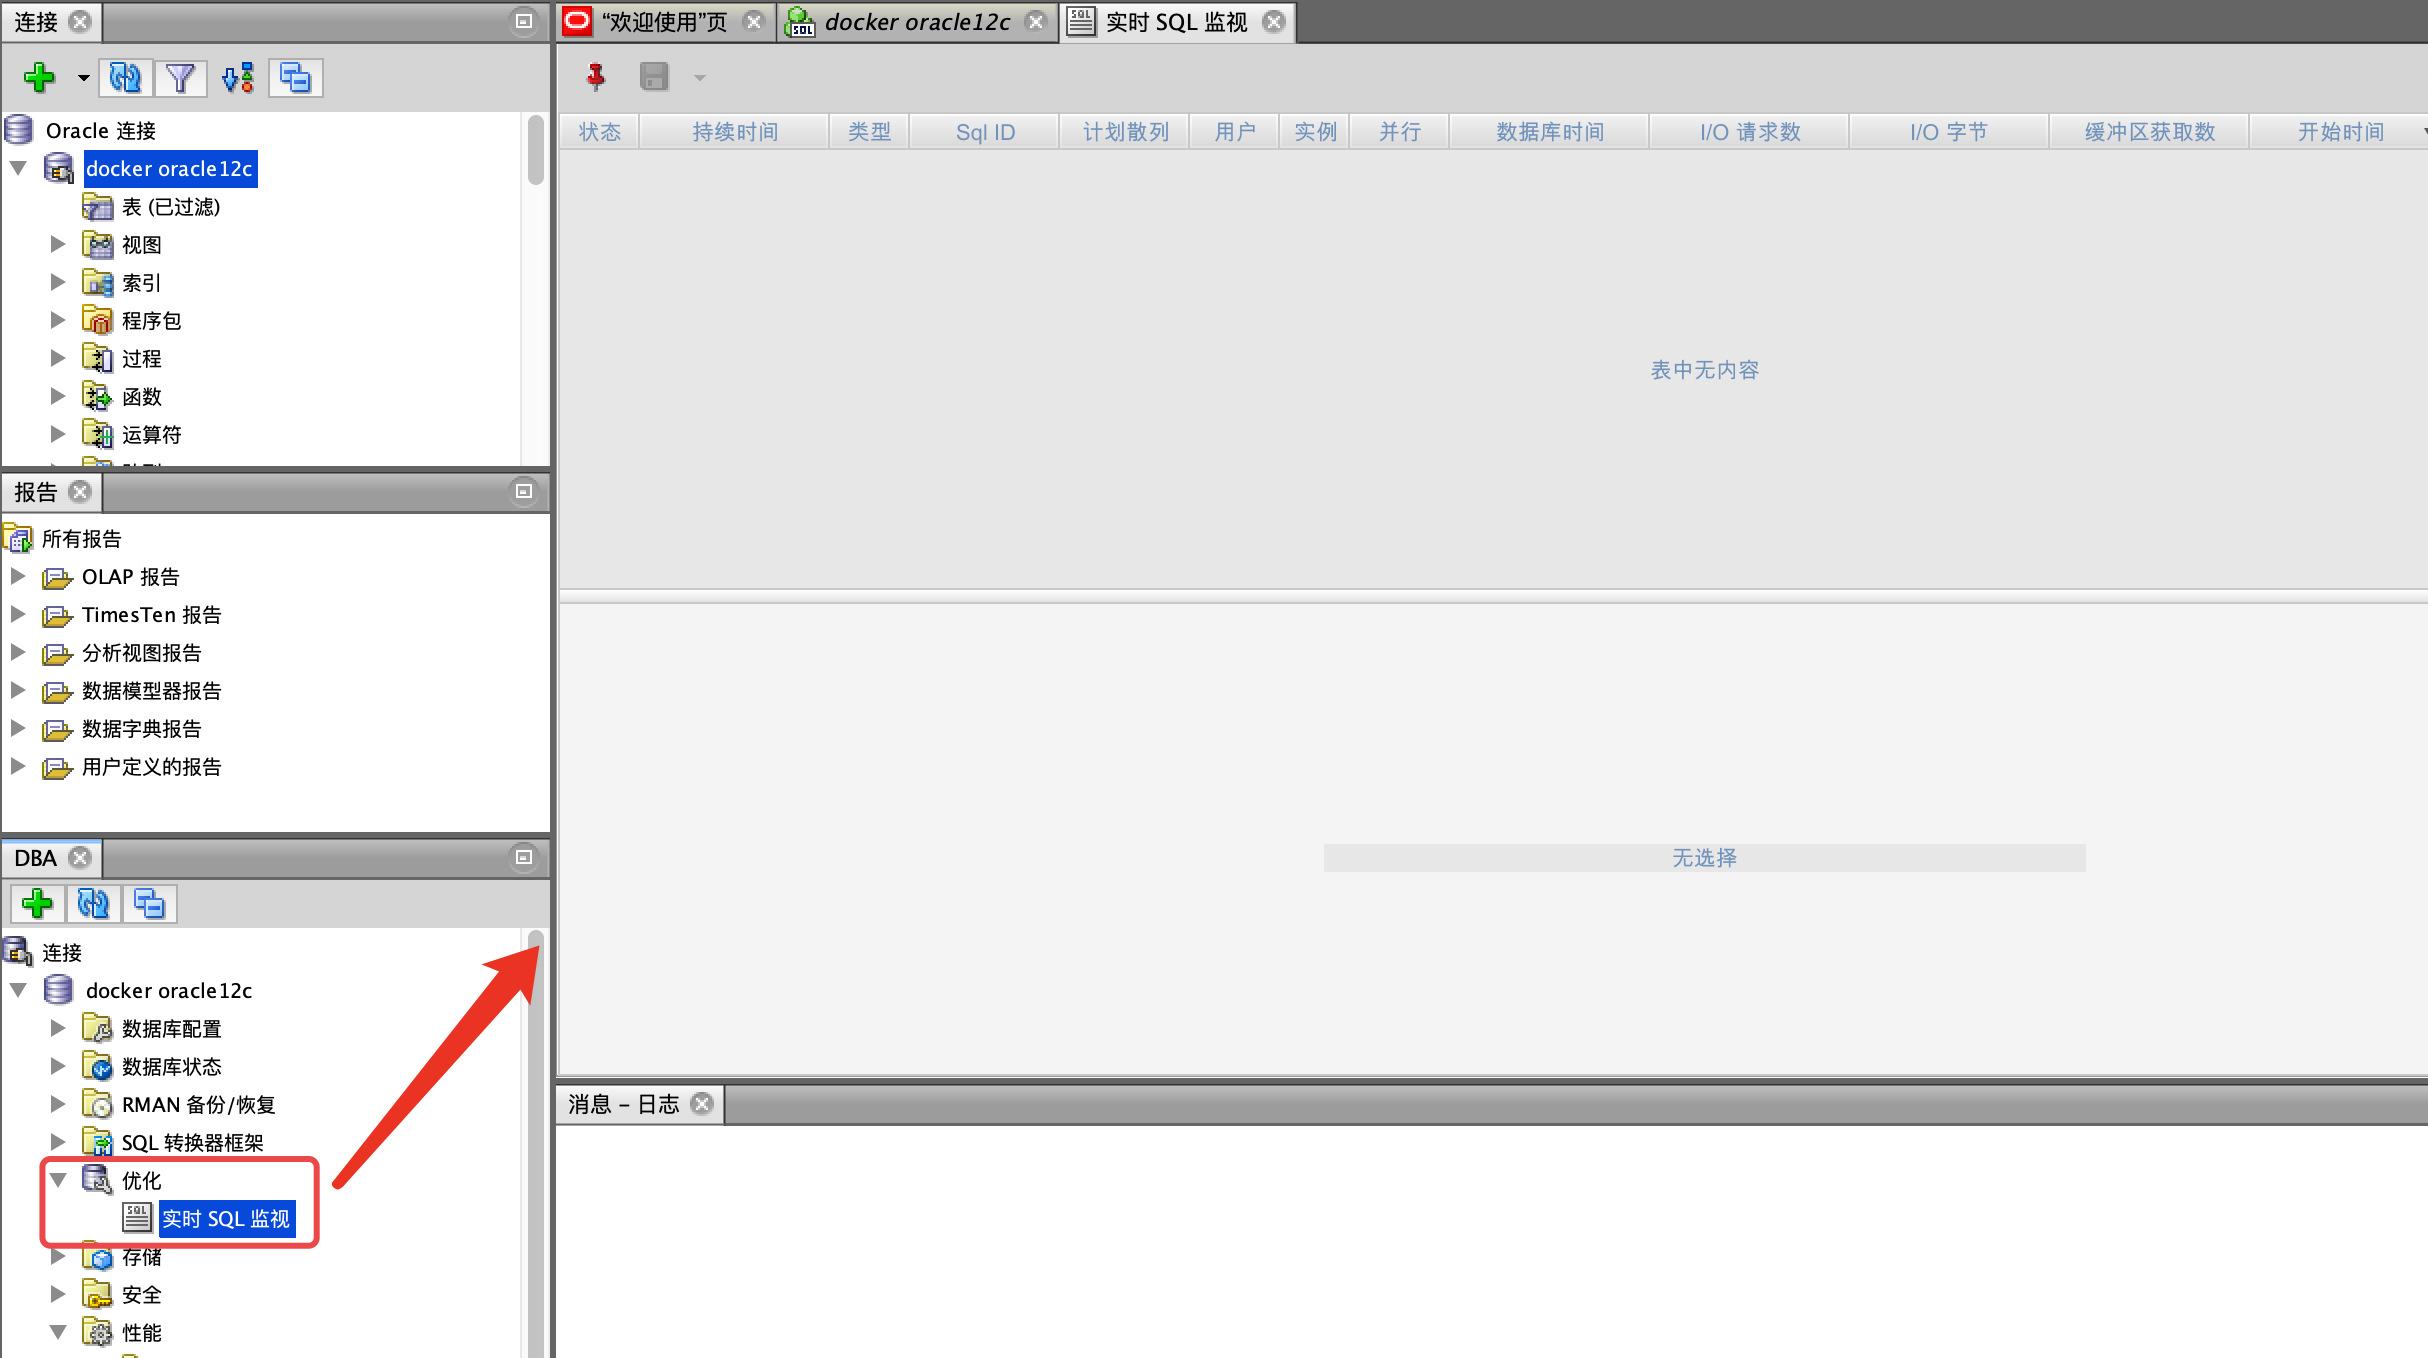 连接
Oracle 连接
docker oracle12c
表 (已过滤)
视图
索引
程序包
过程
函数
运算符
报告
所有报告
OLAP 报告
TimesTen 报告
分析视图报告
数据模型器报告
数据字典报告
用户定义的报告
DBA
连接
docker oracle12c
数据库配置
数据库状态
RMAN 备份/恢复
SQL 转换器框架
优化
SQL 实时 SQL 监视
存储
安全
性能
“欢迎使用”页 SQL docker oracle12c SQL 实时 SQL 监视
状态 持续时间 类型 Sql ID 计划散列 用户 实例 并行 数据库时间 I/O 请求数 I/O 字节 缓冲区获取数 开始时间
表中无内容
无选择
消息 – 日志